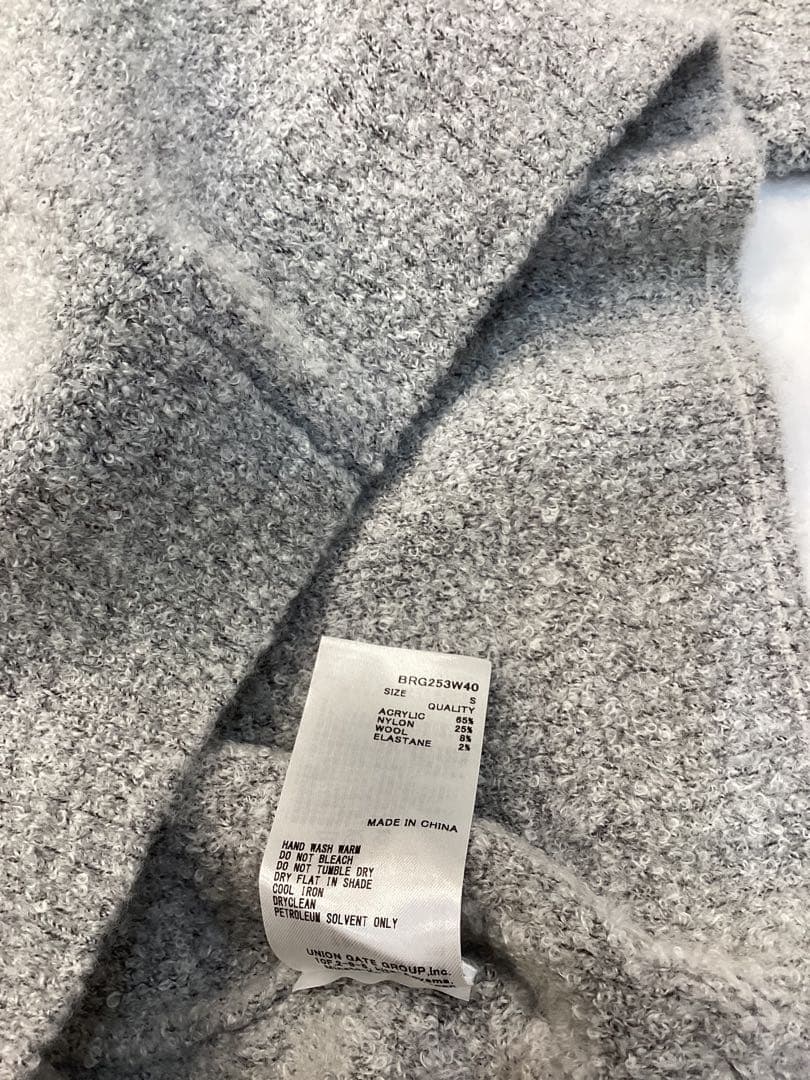 BRG253W40
SIZE S
QUALITY
ACRYLIC 65%
NYLON 25%
WOOL 8%
ELASTANE 2%
MADE IN CHINA
HAND WASH WARM
DO NOT BLEACH
DO NOT TUMBLE DRY
DRY FLAT IN SHADE
COOL IRON
DRYCLEAN
PETROLEUM SOLVENT ONLY
UNION GATE GROUP,Inc.